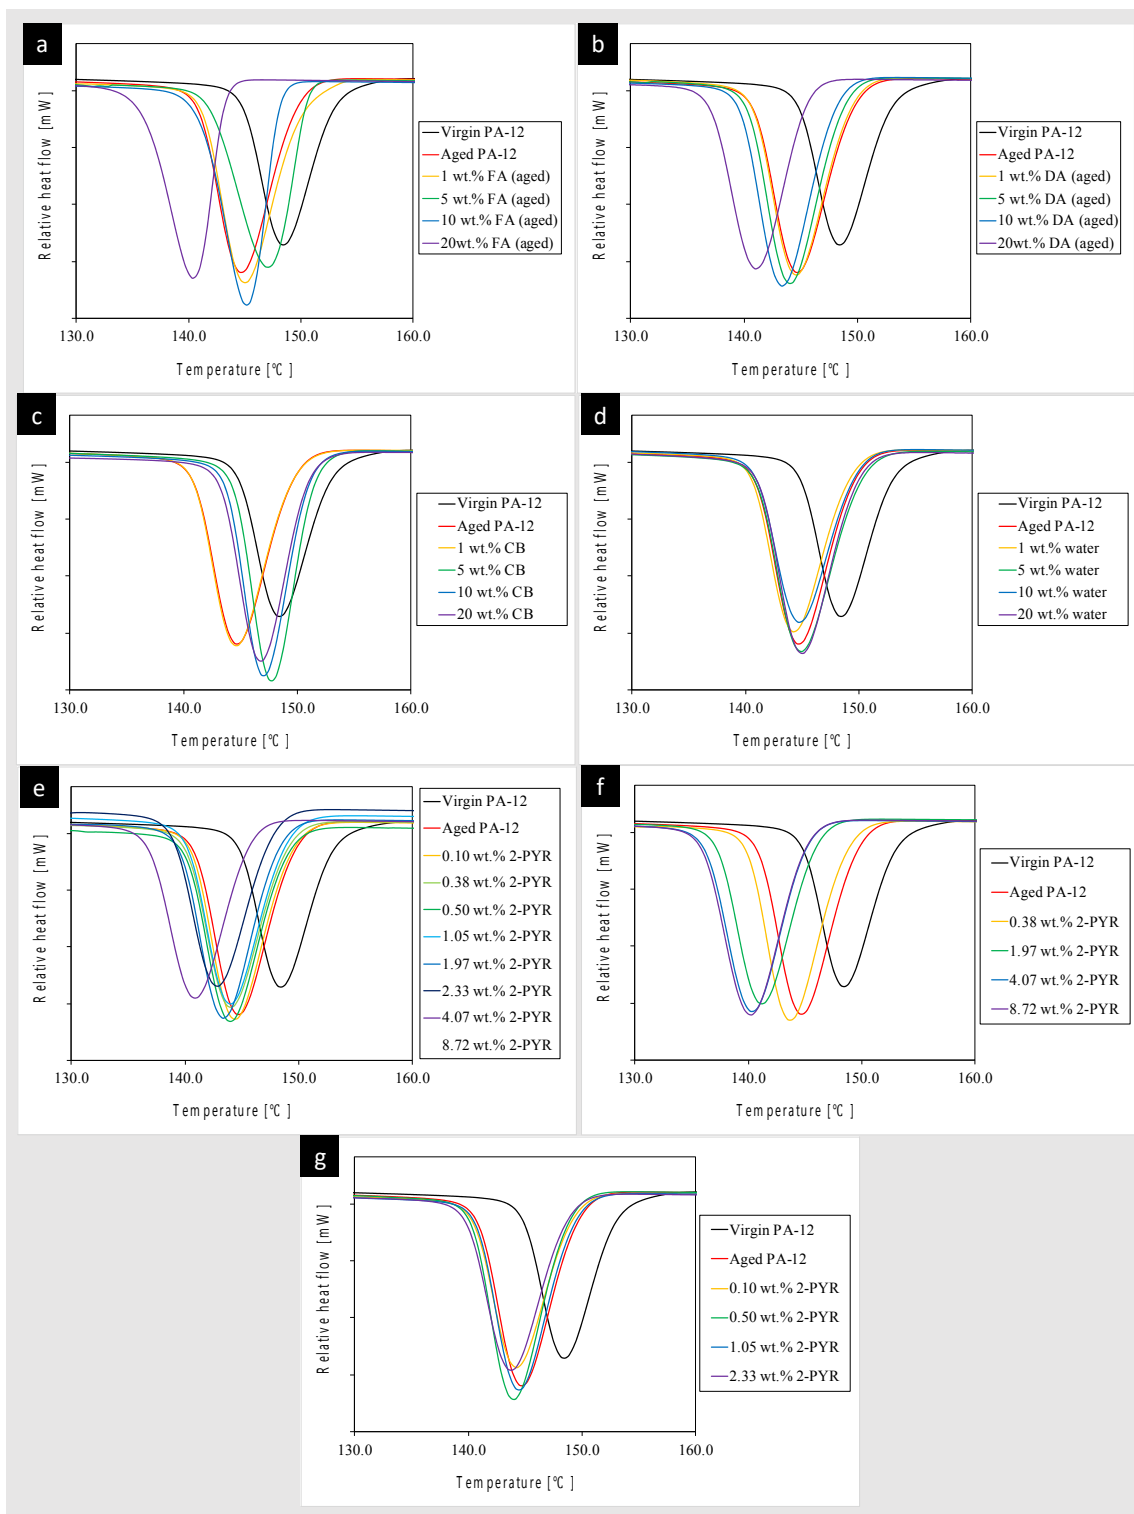 a
Relative heat flow [mW]
130.0 140.0 150.0 160.0
Temperature [°C]
Virgin PA-12
Aged PA-12
1 wt.% FA (aged)
5 wt.% FA (aged)
10 wt.% FA (aged)
20wt.% FA (aged)
b
Relative heat flow [mW]
130.0 140.0 150.0 160.0
Temperature [°C]
Virgin PA-12
Aged PA-12
1 wt.% DA (aged)
5 wt.% DA (aged)
10 wt.% DA (aged)
20wt.% DA (aged)
c
Relative heat flow [mW]
130.0 140.0 150.0 160.0
Temperature [°C]
Virgin PA-12
Aged PA-12
1 wt.% CB
5 wt.% CB
10 wt.% CB
20 wt.% CB
d
Relative heat flow [mW]
130.0 140.0 150.0 160.0
Temperature [°C]
Virgin PA-12
Aged PA-12
1 wt.% water
5 wt.% water
10 wt.% water
20 wt.% water
e
Relative heat flow [mW]
130.0 140.0 150.0 160.0
Temperature [°C]
Virgin PA-12
Aged PA-12
0.10 wt.% 2-PYR
0.38 wt.% 2-PYR
0.50 wt.% 2-PYR
1.05 wt.% 2-PYR
1.97 wt.% 2-PYR
2.33 wt.% 2-PYR
4.07 wt.% 2-PYR
8.72 wt.% 2-PYR
f
Relative heat flow [mW]
130.0 140.0 150.0 160.0
Temperature [°C]
Virgin PA-12
Aged PA-12
0.38 wt.% 2-PYR
1.97 wt.% 2-PYR
4.07 wt.% 2-PYR
8.72 wt.% 2-PYR
g
Relative heat flow [mW]
130.0 140.0 150.0 160.0
Temperature [°C]
Virgin PA-12
Aged PA-12
0.10 wt.% 2-PYR
0.50 wt.% 2-PYR
1.05 wt.% 2-PYR
2.33 wt.% 2-PYR